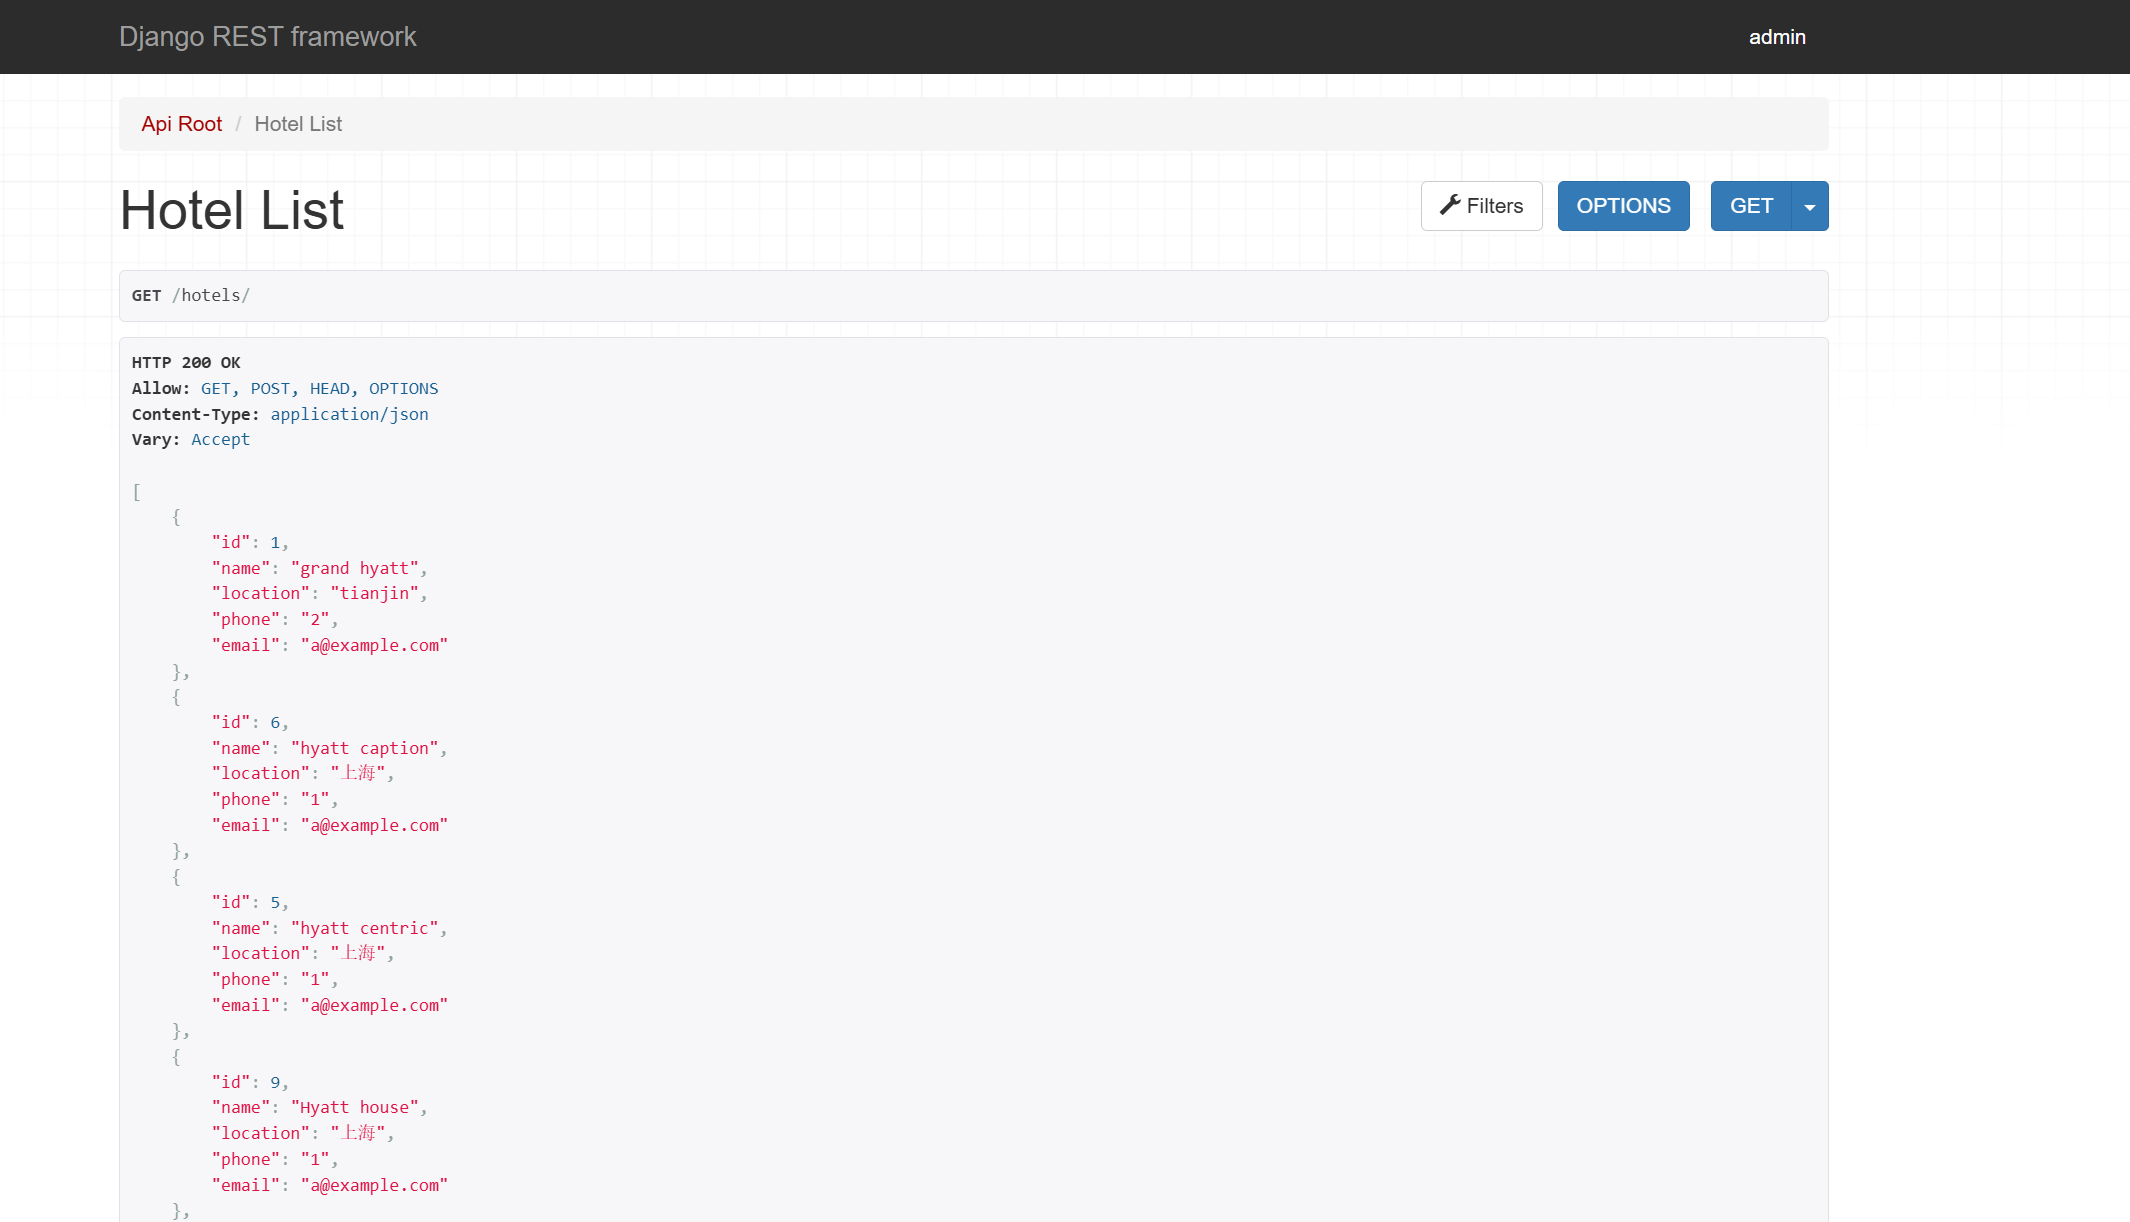 Django REST framework
admin
Api Root / Hotel List
Hotel List
Filters
OPTIONS
GET
GET /hotels/
HTTP 200 OK
Allow: GET, POST, HEAD, OPTIONS
Content-Type: application/json
Vary: Accept
[
    {
        "id": 1,
        "name": "grand hyatt",
        "location": "tianjin",
        "phone": "2",
        "email": "a@example.com"
    },
    {
        "id": 6,
        "name": "hyatt caption",
        "location": "上海",
        "phone": "1",
        "email": "a@example.com"
    },
    {
        "id": 5,
        "name": "hyatt centric",
        "location": "上海",
        "phone": "1",
        "email": "a@example.com"
    },
    {
        "id": 9,
        "name": "Hyatt house",
        "location": "上海",
        "phone": "1",
        "email": "a@example.com"
    },